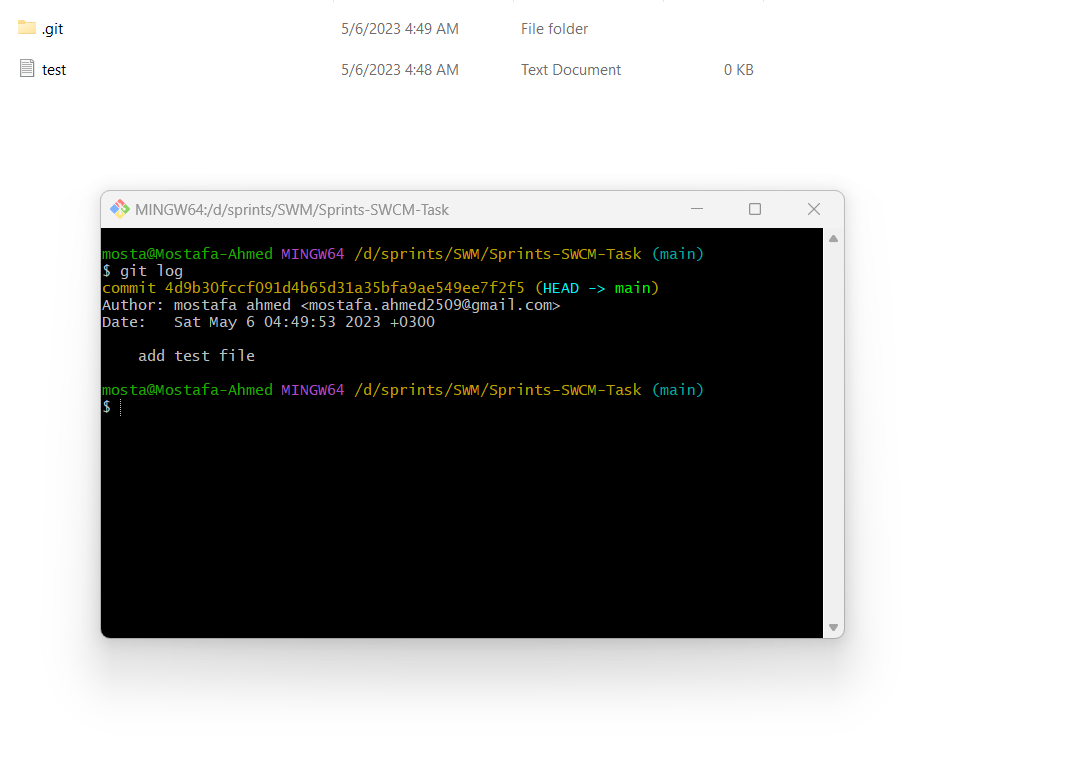 .git 5/6/2023 4:49 AM File folder
test 5/6/2023 4:48 AM Text Document 0 KB
MINGW64:/d/sprints/SWM/Sprints-SWCM-Task
mosta@Mostafa-Ahmed MINGW64 /d/sprints/SWM/Sprints-SWCM-Task (main)
$ git log
commit 4d9b30fccf091d4b65d31a35bfa9ae549ee7f2f5 (HEAD -> main)
Author: mostafa ahmed <mostafa.ahmed2509@gmail.com>
Date:   Sat May 6 04:49:53 2023 +0300
add test file
mosta@Mostafa-Ahmed MINGW64 /d/sprints/SWM/Sprints-SWCM-Task (main)
$